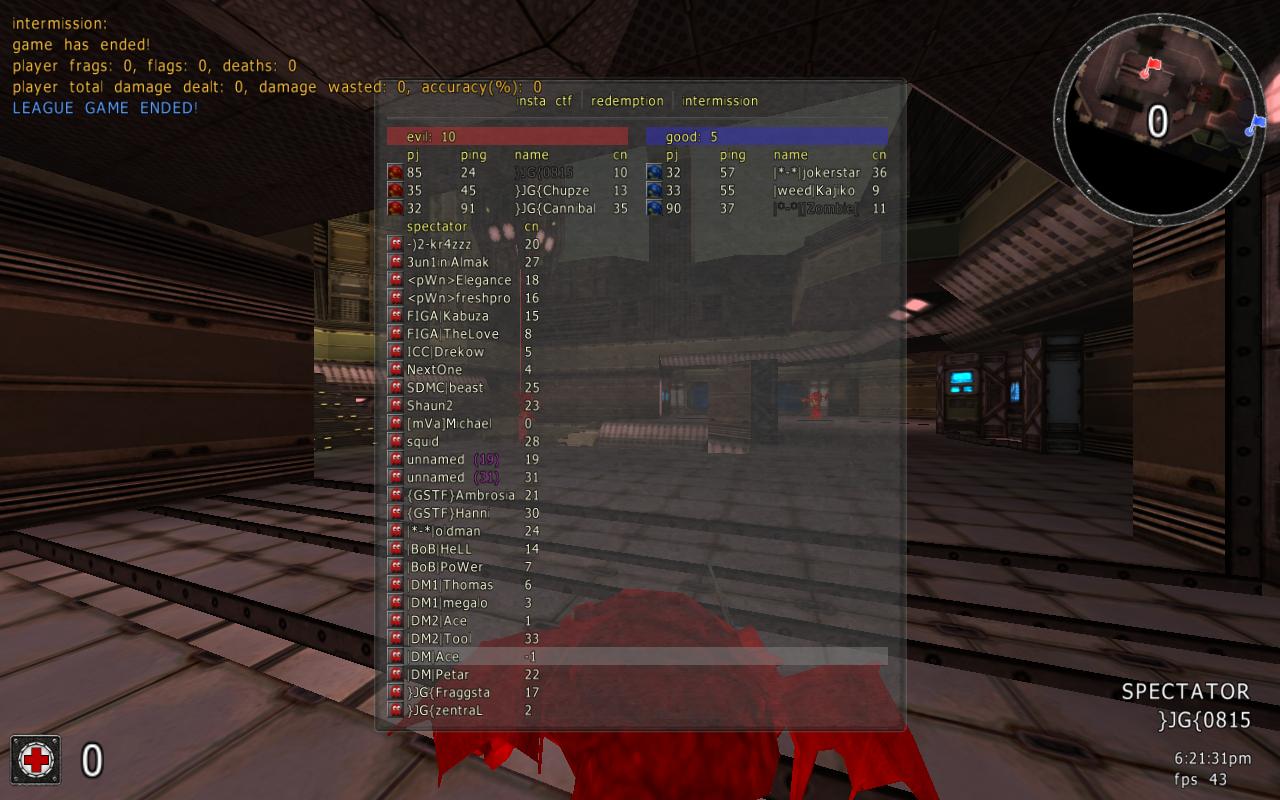 intermission:
game has ended!
player frags: 0, flags: 0, deaths: 0
player total damage dealt: 0, damage wasted: 0, accuracy(%): 0
LEAGUE GAME ENDED!
0
insta ctf redemption intermission
evil: 10 good: 5
pj ping name cn pj ping name cn
85 24 }JG{0815 10 32 57 |*-*|jokerstar 36
35 45 }JG{Chupze 13 33 55 |weed|Kajiko 9
32 91 }JG{Cannibal 35 90 37 |*-*|[Zombie] 11
spectator cn
-)2-kr4zzz 20
3un1inAlmak 27
<pWn>Elegance 18
<pWn>freshpro 16
FIGA|Kabuza 15
FIGA|TheLove 8
ICC|Drekow 5
NextOne 4
SDMC|beast 25
Shaun2 23
[mVa]Michael 0
squid 28
unnamed (19) 19
unnamed (31) 31
{GSTF}Ambrosia 21
{GSTF}Hanni 30
|*-*|oldman 24
|BoB|HeLL 14
|BoB|PoWer 7
|DM1|Thomas 6
|DM1|megalo 3
|DM2|Ace 1
|DM2|Tool 33
|DM|Ace -1
|DM|Petar 22
}JG{Fraggsta 17
}JG{zentraL 2
SPECTATOR
}JG{0815
6:21:31pm
fps 43
0